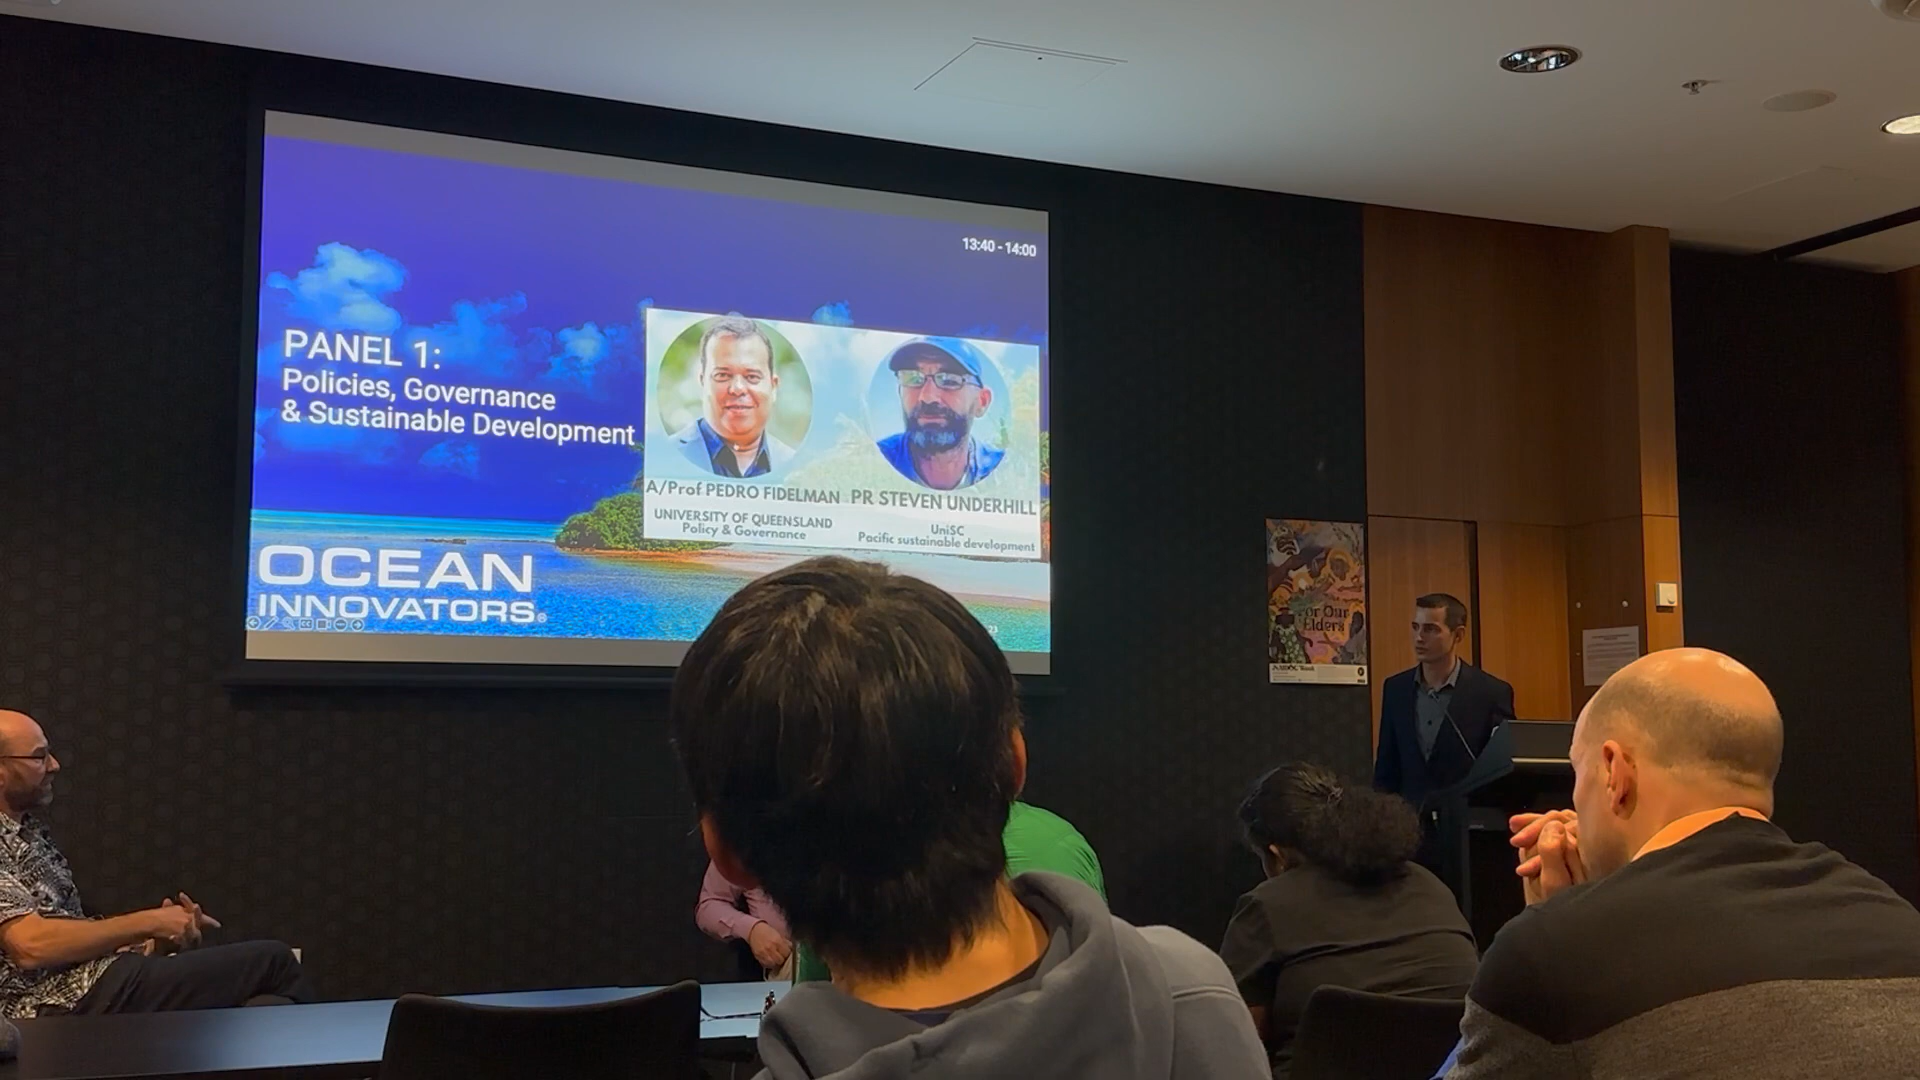 13:40 - 14:00
PANEL 1:
Policies, Governance
& Sustainable Development
A/Prof PEDRO FIDELMAN
UNIVERSITY OF QUEENSLAND
Policy & Governance
PR STEVEN UNDERHILL
UniSC
Pacific sustainable development
OCEAN
INNOVATORS®
23
For Our
Elders